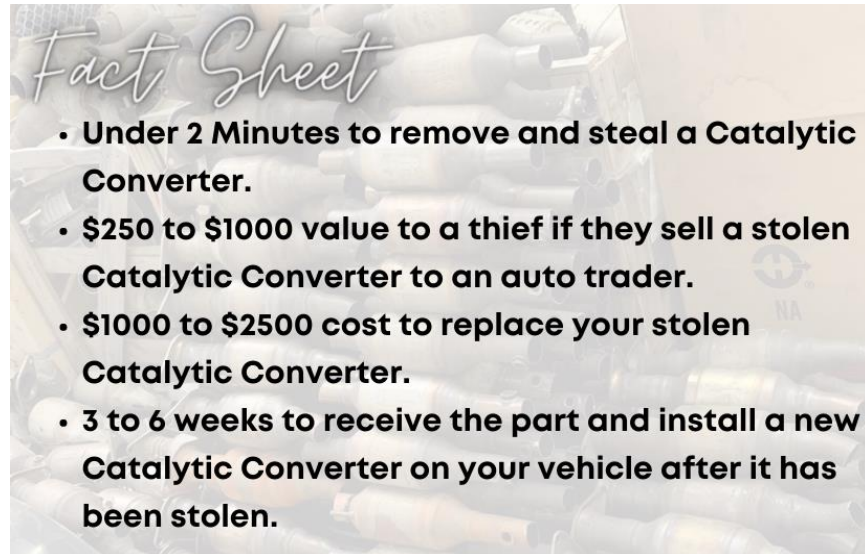 Fact Sheet
• Under 2 Minutes to remove and steal a Catalytic
Converter.
• $250 to $1000 value to a thief if they sell a stolen
Catalytic Converter to an auto trader.
• $1000 to $2500 cost to replace your stolen
Catalytic Converter.
• 3 to 6 weeks to receive the part and install a new
Catalytic Converter on your vehicle after it has
been stolen.
NA